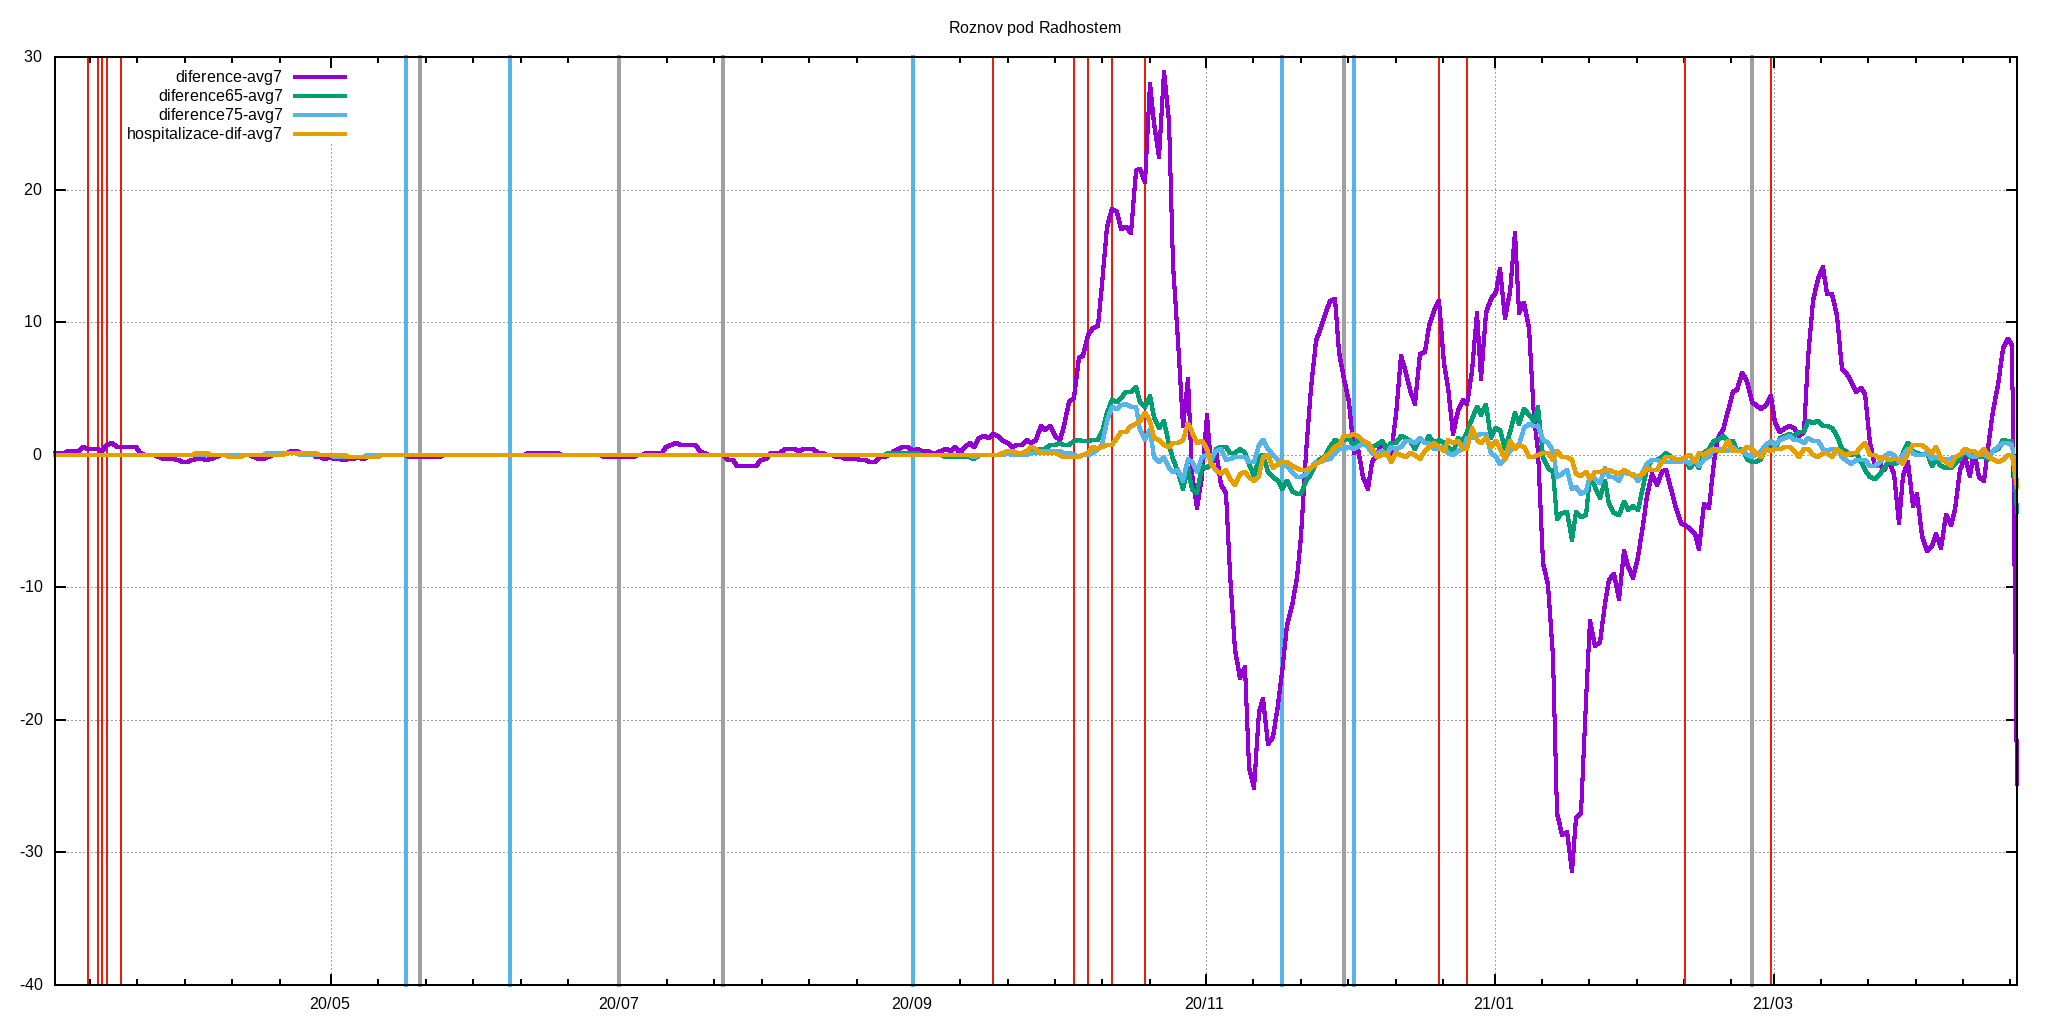 Roznov pod Radhostem
30
diference-avg7
diference65-avg7
diference75-avg7
hospitalizace-dif-avg7
20
10
0
-10
-20
-30
-40
20/05
20/07
20/09
20/11
21/01
21/03